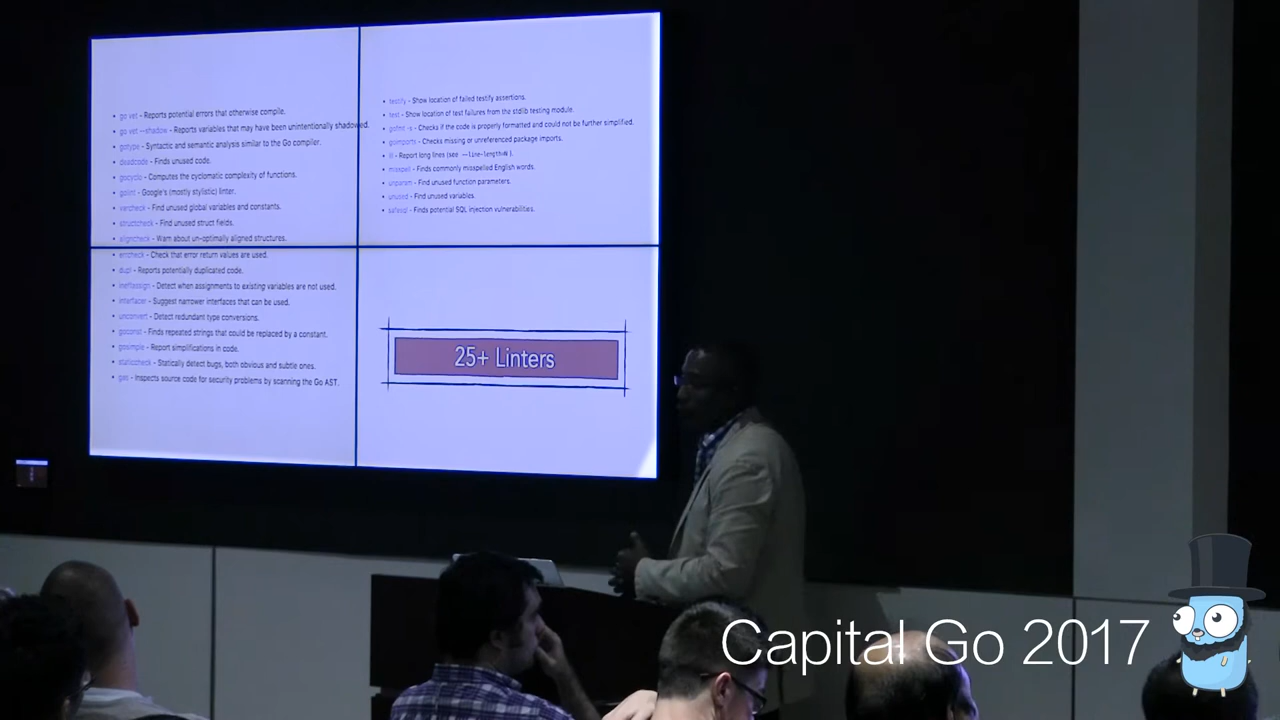 • go vet - Reports potential errors that otherwise compile.
• go vet --shadow - Reports variables that may have been unintentionally shadowed.
• gotype - Syntactic and semantic analysis similar to the Go compiler.
• deadcode - Finds unused code.
• gocyclo - Computes the cyclomatic complexity of functions.
• golint - Google's (mostly stylistic) linter.
• varcheck - Find unused global variables and constants.
• structcheck - Find unused struct fields.
• aligncheck - Warn about un-optimally aligned structures.
• errcheck - Check that error return values are used.
• dupl - Reports potentially duplicated code.
• ineffassign - Detect when assignments to existing variables are not used.
• interfacer - Suggest narrower interfaces that can be used.
• unconvert - Detect redundant type conversions.
• goconst - Finds repeated strings that could be replaced by a constant.
• gosimple - Report simplifications in code.
• staticcheck - Statically detect bugs, both obvious and subtle ones.
• gas - Inspects source code for security problems by scanning the Go AST.
• testify - Show location of failed testify assertions.
• test - Show location of test failures from the stdlib testing module.
• gofmt -s - Checks if the code is properly formatted and could not be further simplified.
• goimports - Checks missing or unreferenced package imports.
• lll - Report long lines (see --line-length=N).
• misspell - Finds commonly misspelled English words.
• unparam - Find unused function parameters.
• unused - Find unused variables.
• safesql - Finds potential SQL injection vulnerabilities.
25+ Linters
Capital Go 2017